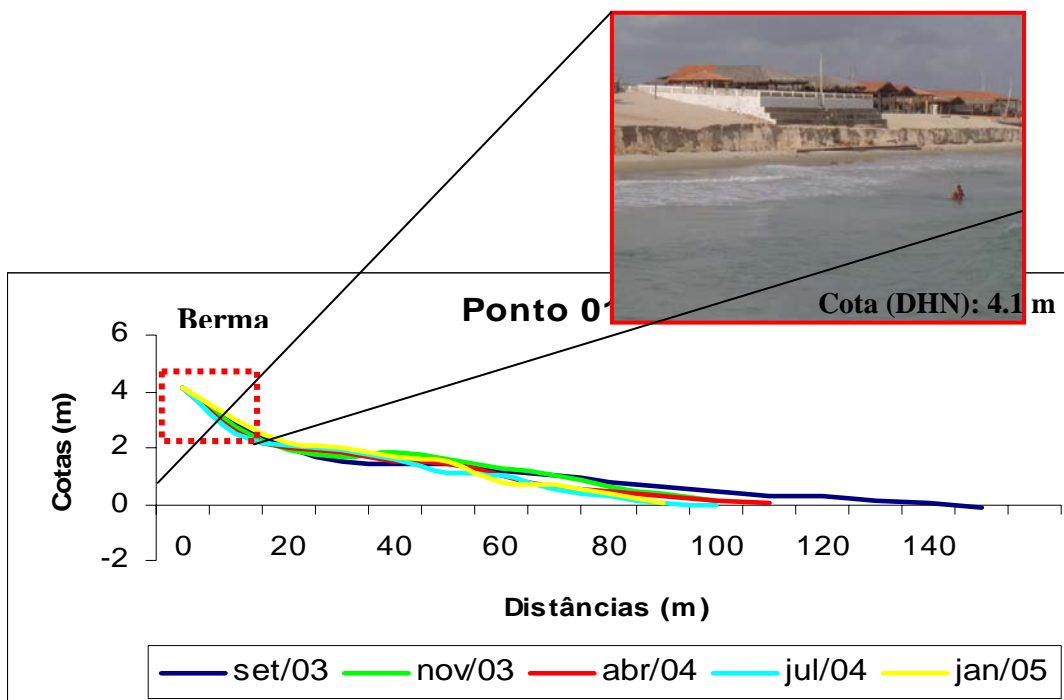 Cota (DHN): 4.1 m
Ponto 01
Berma
6
4
2
0
-2
Cotas (m)
0 20 40 60 80 100 120 140
Distâncias (m)
set/03 nov/03 abr/04 jul/04 jan/05